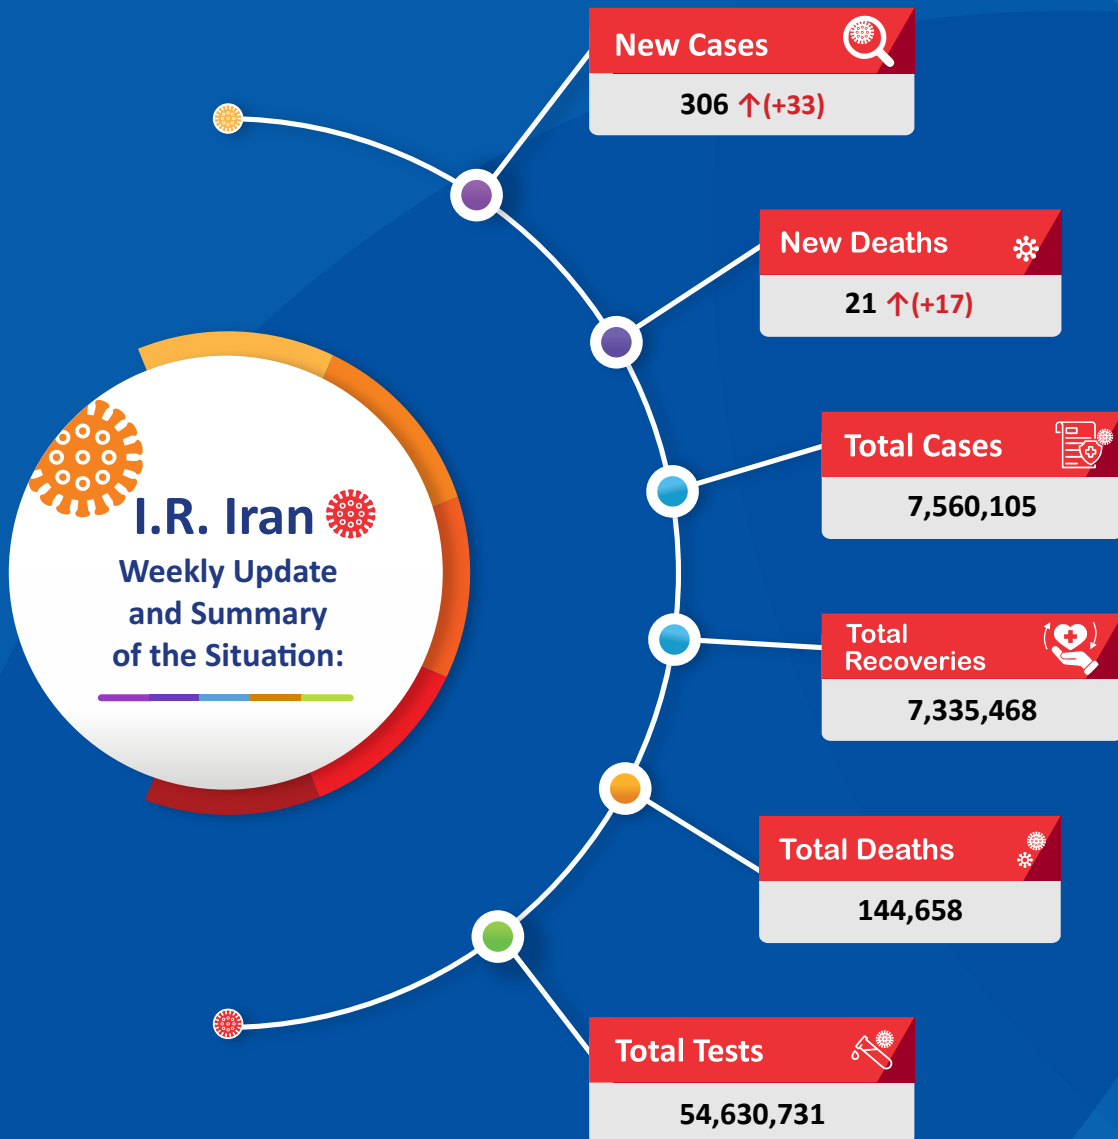 New Cases
306 ↑(+33)
New Deaths
21 ↑(+17)
Total Cases
7,560,105
I.R. Iran
Weekly Update
and Summary
of the Situation:
Total
Recoveries
7,335,468
Total Deaths
144,658
Total Tests
54,630,731